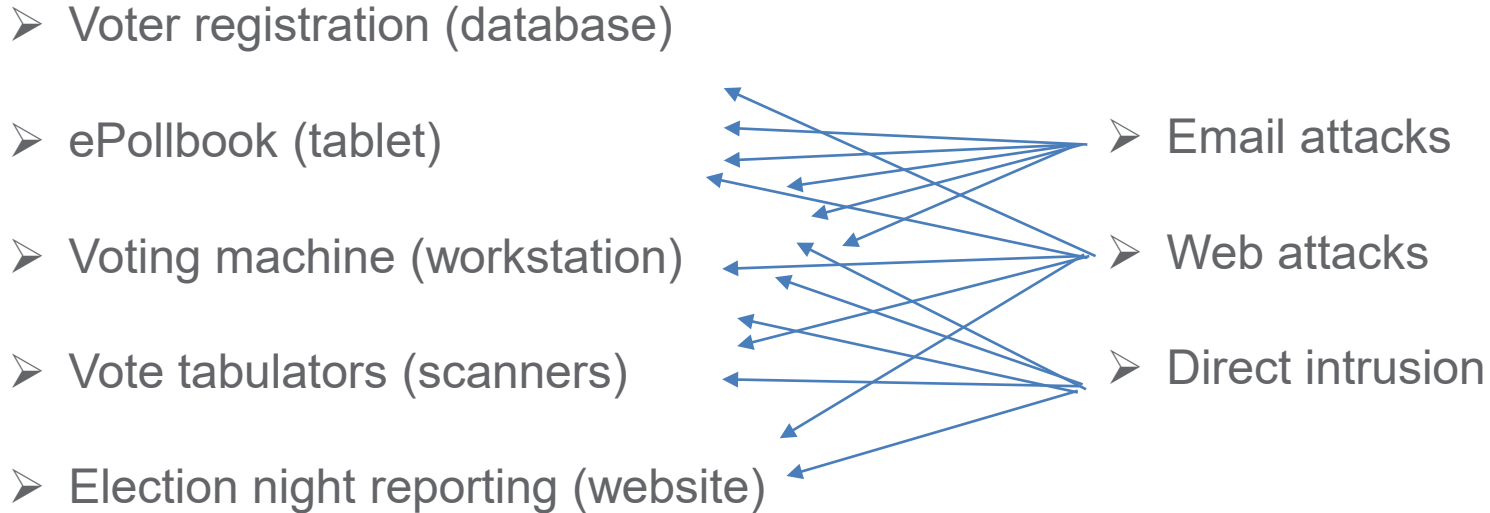 ➢ Voter registration (database)
➢ ePollbook (tablet)
➢ Voting machine (workstation)
➢ Vote tabulators (scanners)
➢ Election night reporting (website)
➢ Email attacks
➢ Web attacks
➢ Direct intrusion